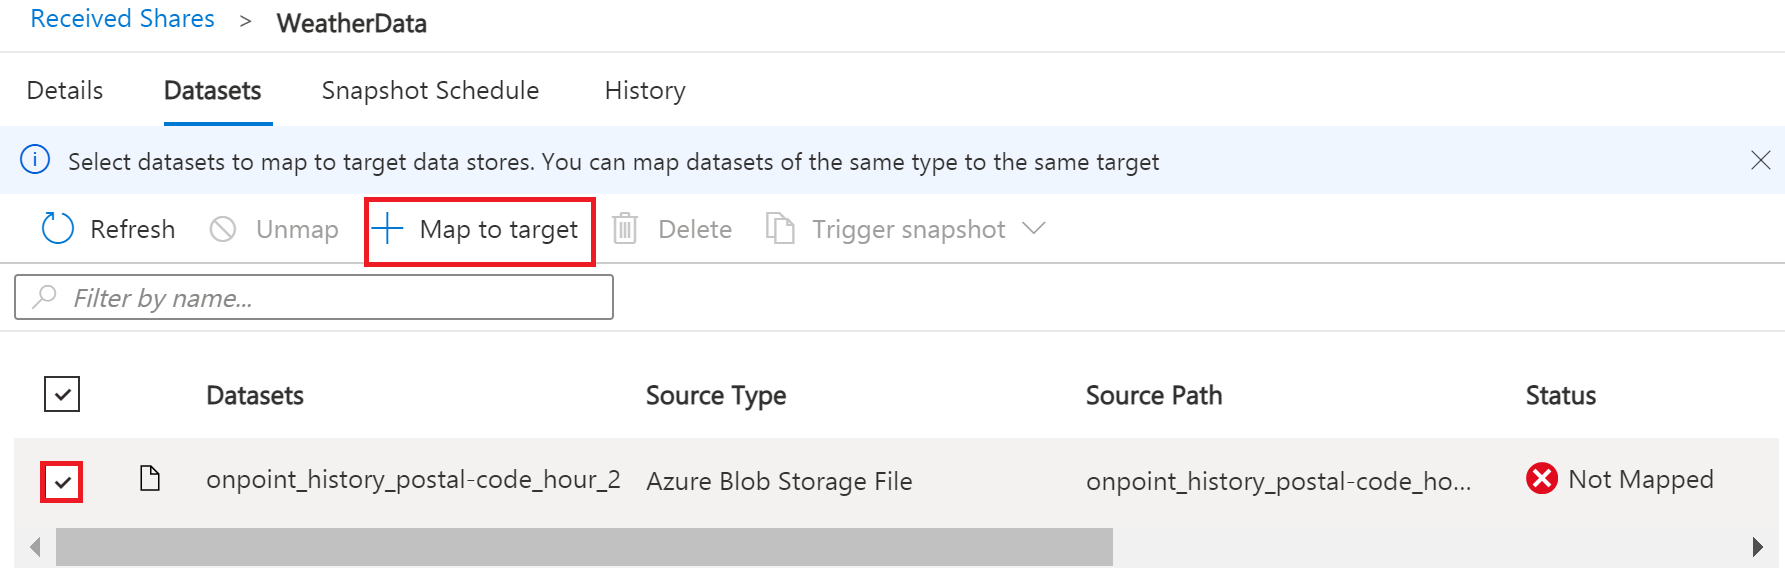 Received Shares > WeatherData
Details Datasets Snapshot Schedule History
Select datasets to map to target data stores. You can map datasets of the same type to the same target
Refresh Unmap Map to target Delete Trigger snapshot
Filter by name...
Datasets Source Type Source Path Status
onpoint_history_postal-code_hour_2 Azure Blob Storage File onpoint_history_postal-code_ho... Not Mapped